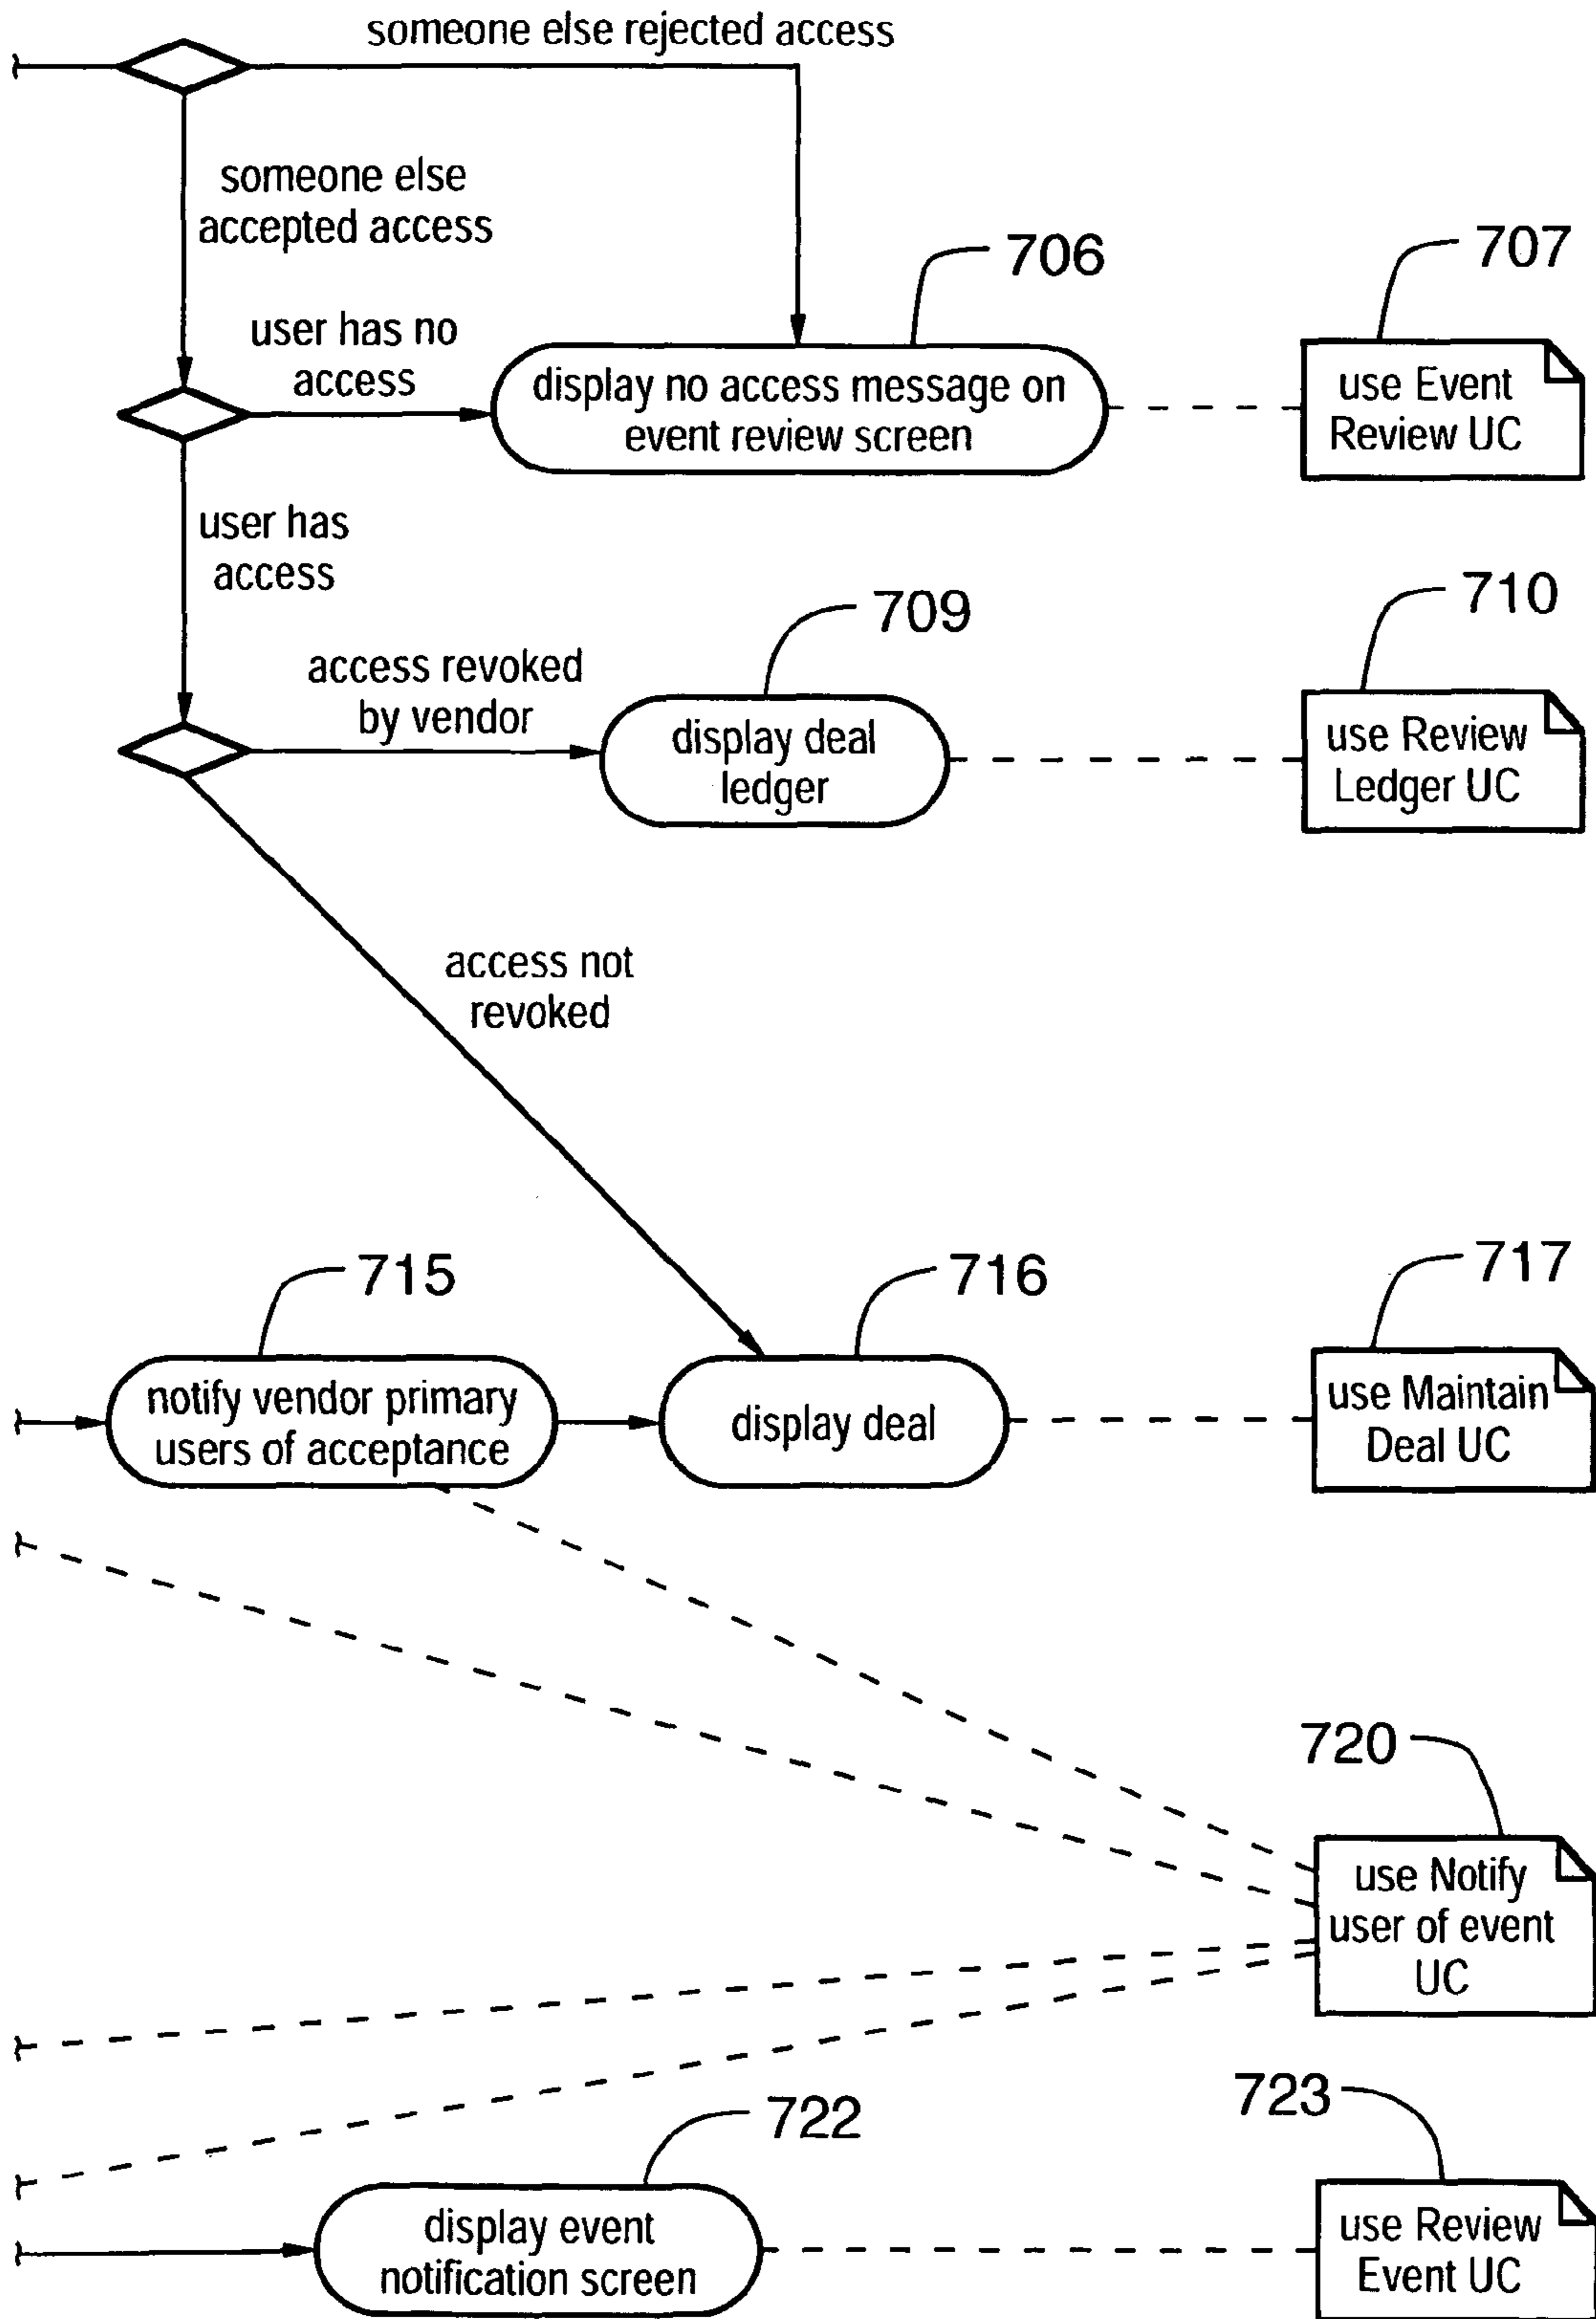 someone else rejected access
someone else
accepted access
706
707
user has no
access
display no access message on
event review screen
use Event
Review UC
user has
access
709
710
access revoked
by vendor
display deal
ledger
use Review
Ledger UC
access not
revoked
715
716
717
notify vendor primary
users of acceptance
display deal
use Maintain
Deal UC
720
use Notify
user of event
UC
722
723
display event
notification screen
use Review
Event UC